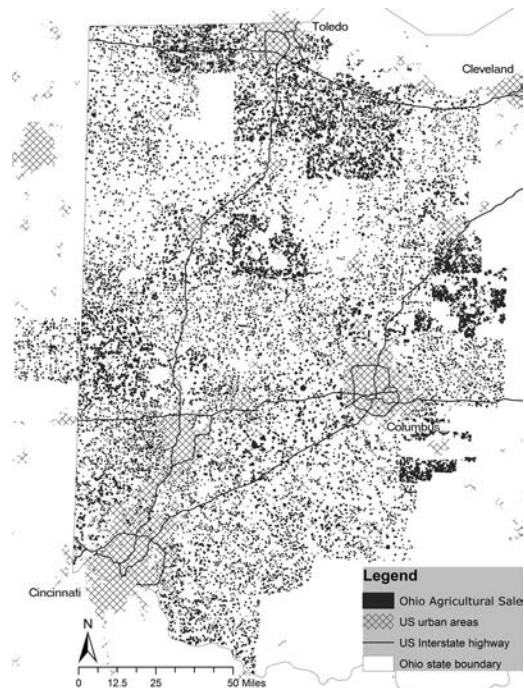 Toledo
Cleveland
Columbus
Cincinnati
Legend
Ohio Agricultural Sale
US urban areas
US Interstate highway
Ohio state boundary
N
0 12.5 25 50 Miles